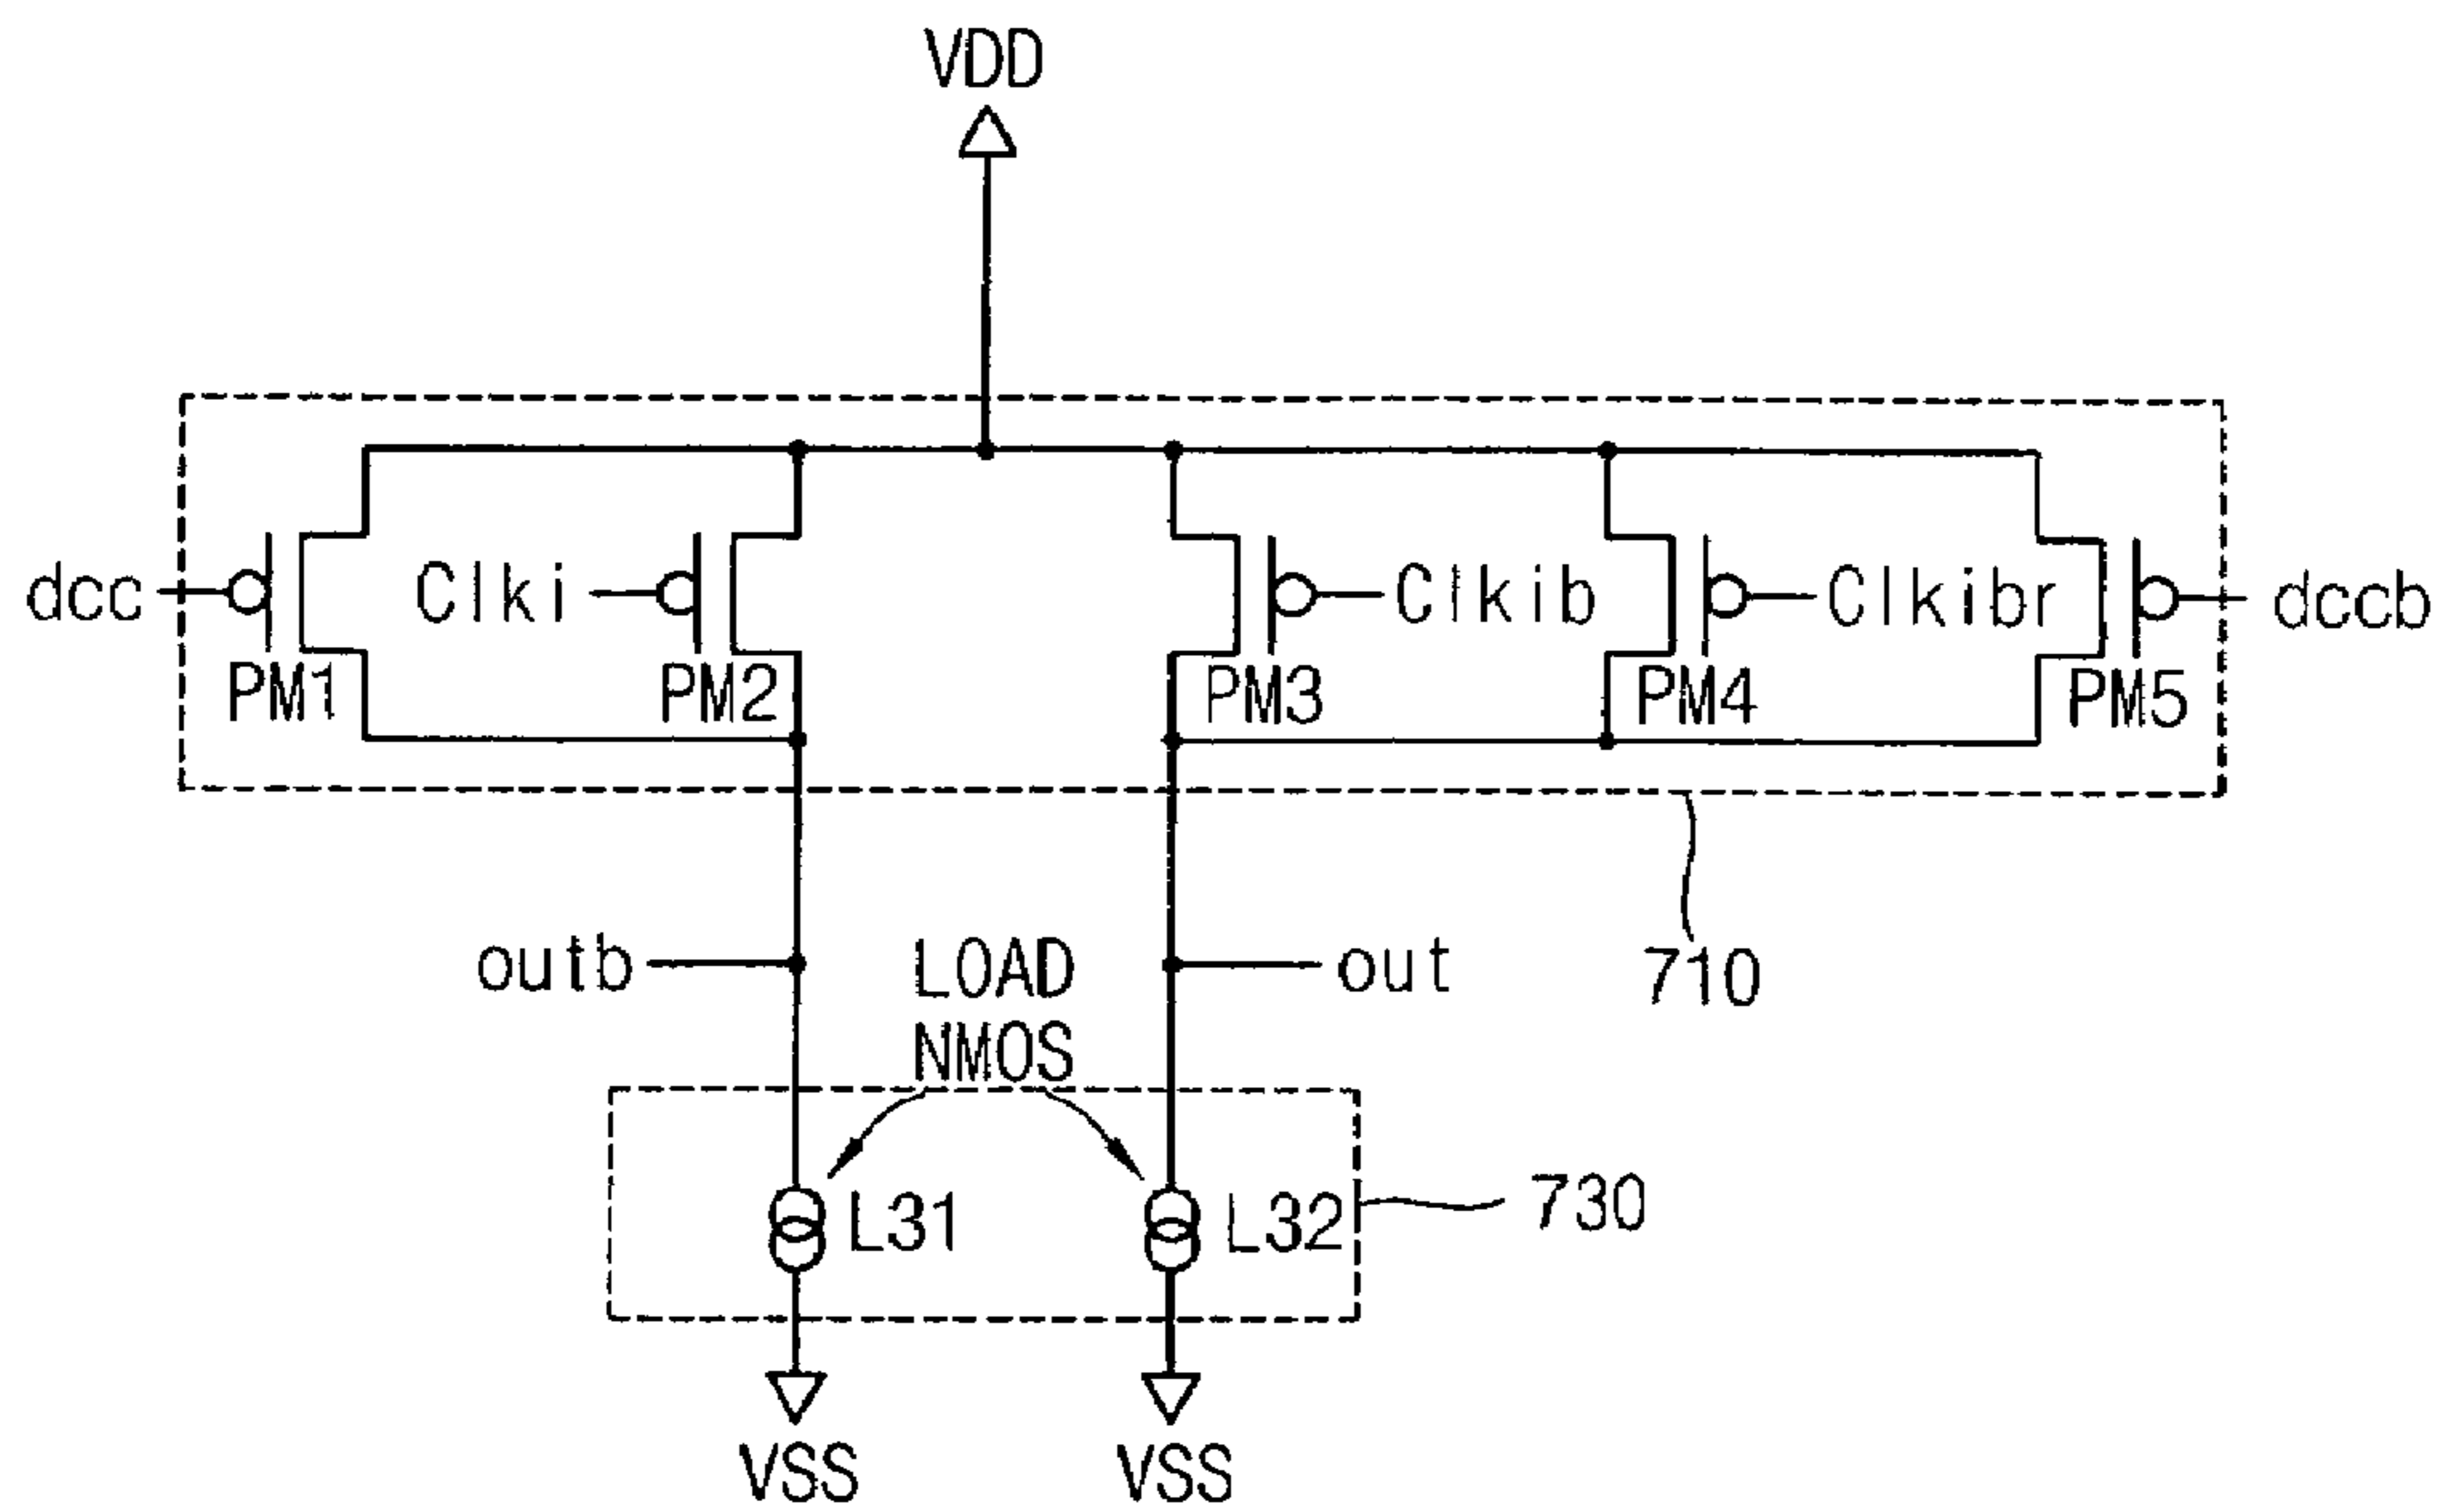 VDD
dcc
Clki
Clkib
Clkibr
dccb
PM1
PM2
PM3
PM4
PM5
outb
LOAD
NMOS
out
710
L31
L32
730
VSS
VSS